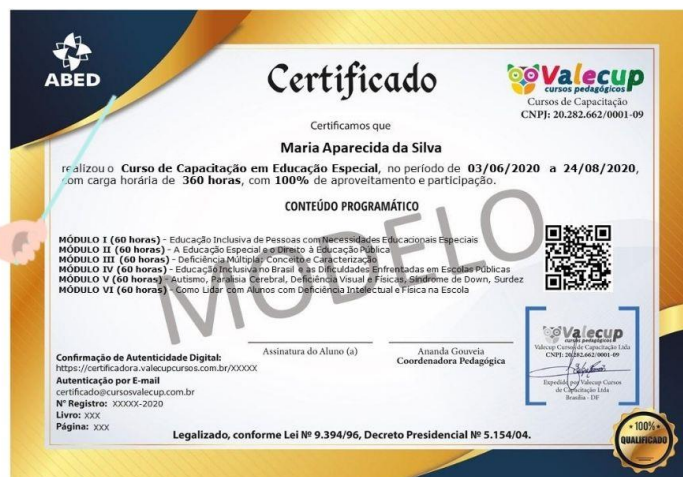 ABED
Certificado
Valecup
cursos pedagógicos
Cursos de Capacitação
CNPJ: 20.282.662/0001-09
Certificamos que
Maria Aparecida da Silva
realizou o Curso de Capacitação em Educação Especial, no período de 03/06/2020 a 24/08/2020,
com carga horária de 360 horas, com 100% de aproveitamento e participação.
CONTEÚDO PROGRAMÁTICO
MÓDULO I (60 horas) - Educação Inclusiva de Pessoas com Necessidades Educacionais Especiais
MÓDULO II (60 horas) - A Educação Especial e o Direito à Educação Pública
MÓDULO III (60 horas) - Deficiência Múltipla: Conceito e Caracterização
MÓDULO IV (60 horas) - Educação Inclusiva no Brasil e as Dificuldades Enfrentadas em Escolas Públicas
MÓDULO V (60 horas) - Autismo, Paralisia Cerebral, Deficiência Visual e Físicas, Síndrome de Down, Surdez
MÓDULO VI (60 horas) - Como Lidar com Alunos com Deficiência Intelectual e Física na Escola
MODELO
Assinatura do Aluno (a)
Ananda Gouveia
Coordenadora Pedagógica
Valecup
cursos pedagógicos
Valecup Cursos de Capacitação Ltda
CNPJ: 20.282.662/0001-09
Expedido por Valecup Cursos
de Capacitação Ltda
Brasília - DF
Confirmação de Autenticidade Digital:
https://certificadora.valecupcursos.com.br/XXXXX
Autenticação por E-mail
certificado@cursosvalecup.com.br
Nº Registro: XXXXX-2020
Livro: XXX
Página: XXX
Legalizado, conforme Lei Nº 9.394/96, Decreto Presidencial Nº 5.154/04.
100%
QUALIFICADO